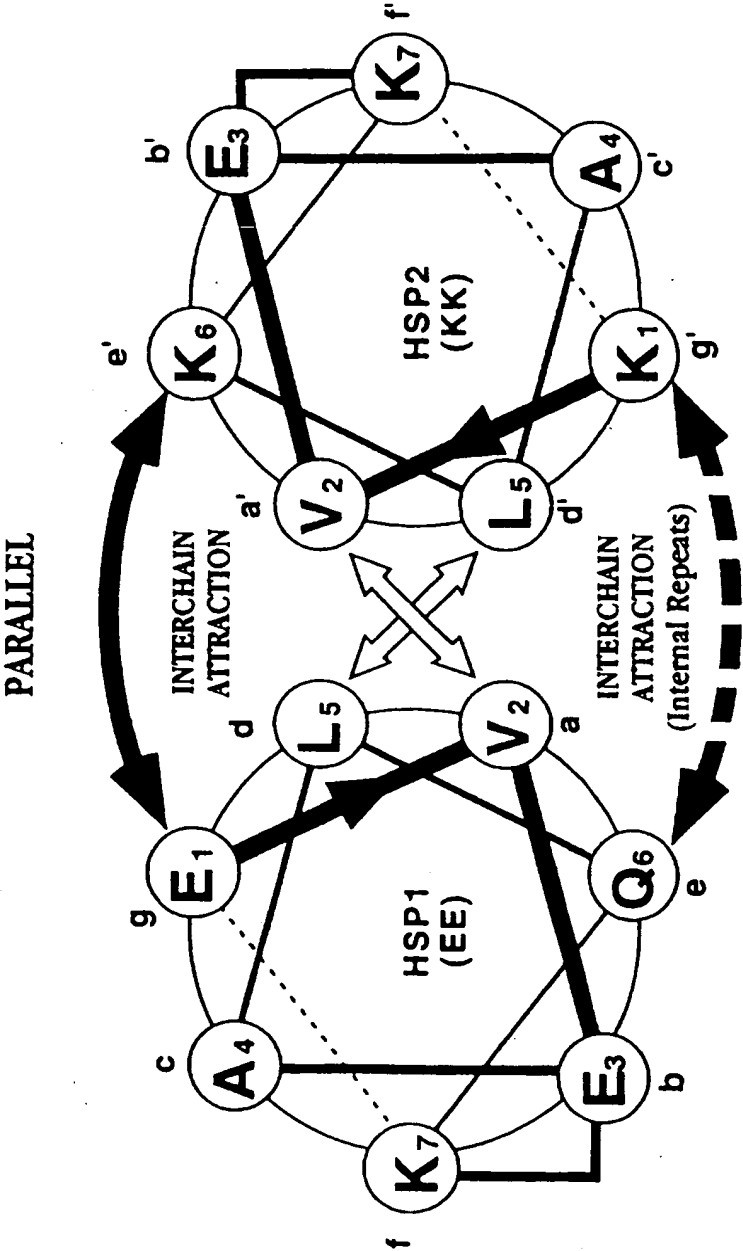 PARALLEL
g
E1
d
L5
INTERCHAIN
ATTRACTION
a'
V2
e'
K6
b'
E3
f'
K7
c
A4
HSP1
(EE)
HSP2
(KK)
f
K7
b
E3
e
Q6
a
V2
INTERCHAIN
ATTRACTION
(Internal Repeats)
d'
L5
g'
K1
c'
A4